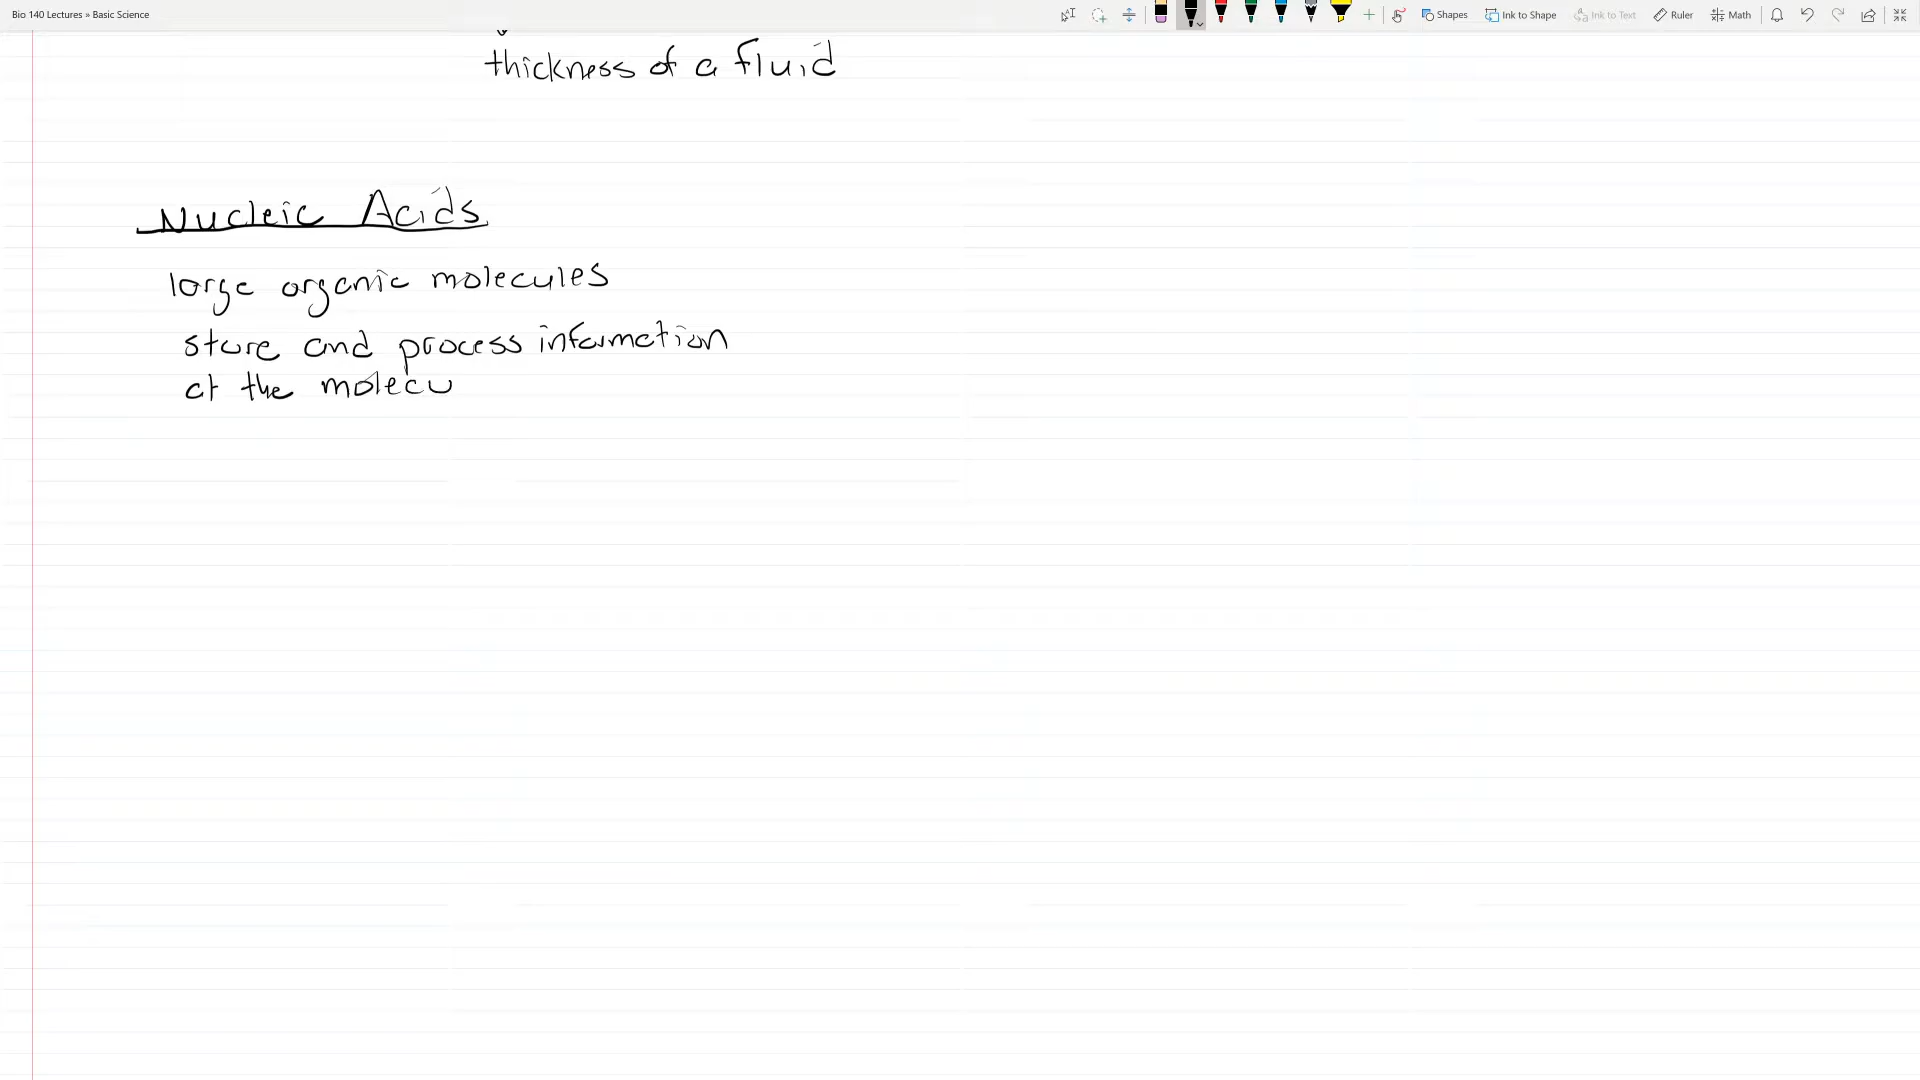 Bio 140 Lectures » Basic Science
Shapes Ink to Shape Ink to Text Ruler Math
thickness of a fluid
Nucleic Acids
large organic molecules
store and process information
at the molecu